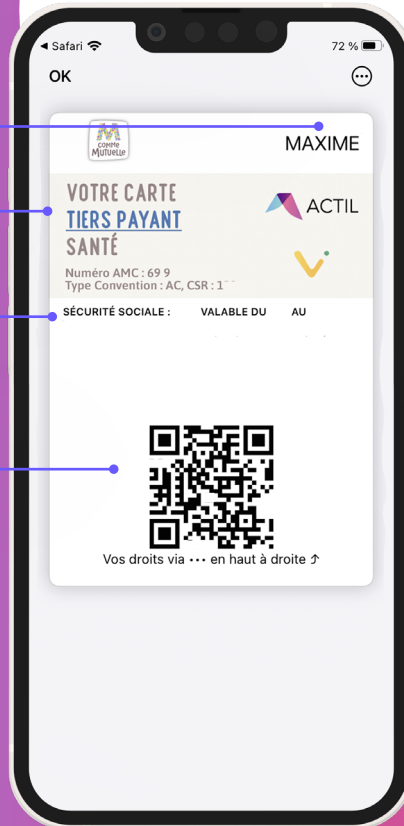 Safari
72 %
OK
M COMME MUTUELLE
MAXIME
VOTRE CARTE
TIERS PAYANT
SANTÉ
ACTIL
Numéro AMC : 69 9
Type Convention : AC, CSR : 1
SÉCURITÉ SOCIALE : VALABLE DU AU
Vos droits via ••• en haut à droite ↗